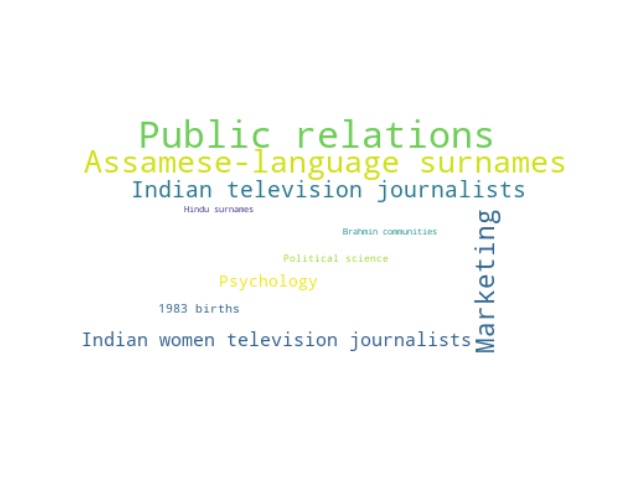 Public relations
Assamese-language surnames
Indian television journalists
Hindu surnames
Brahmin communities
Political science
Psychology
1983 births
Indian women television journalists
Marketing